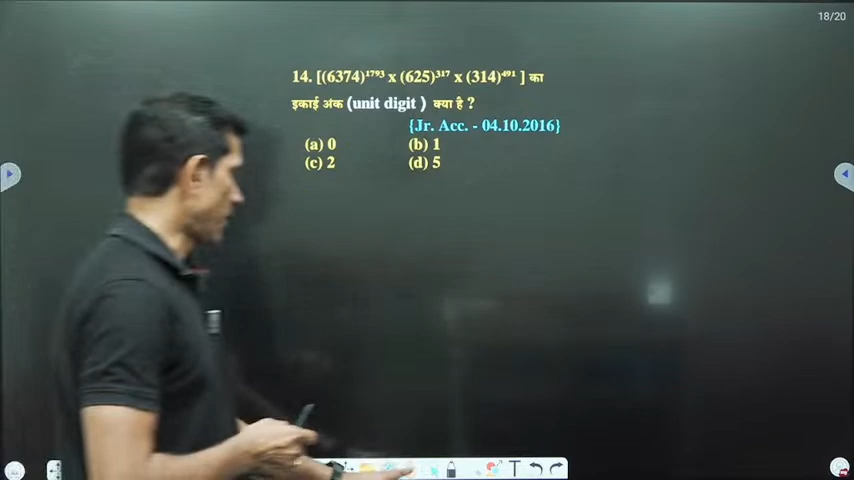 18/20
14. [(6374)¹⁷⁹³ x (625)³¹⁷ x (314)⁴⁹¹ ] का
इकाई अंक (unit digit ) क्या है ?
{Jr. Acc. - 04.10.2016}
(a) 0 (b) 1
(c) 2 (d) 5
T